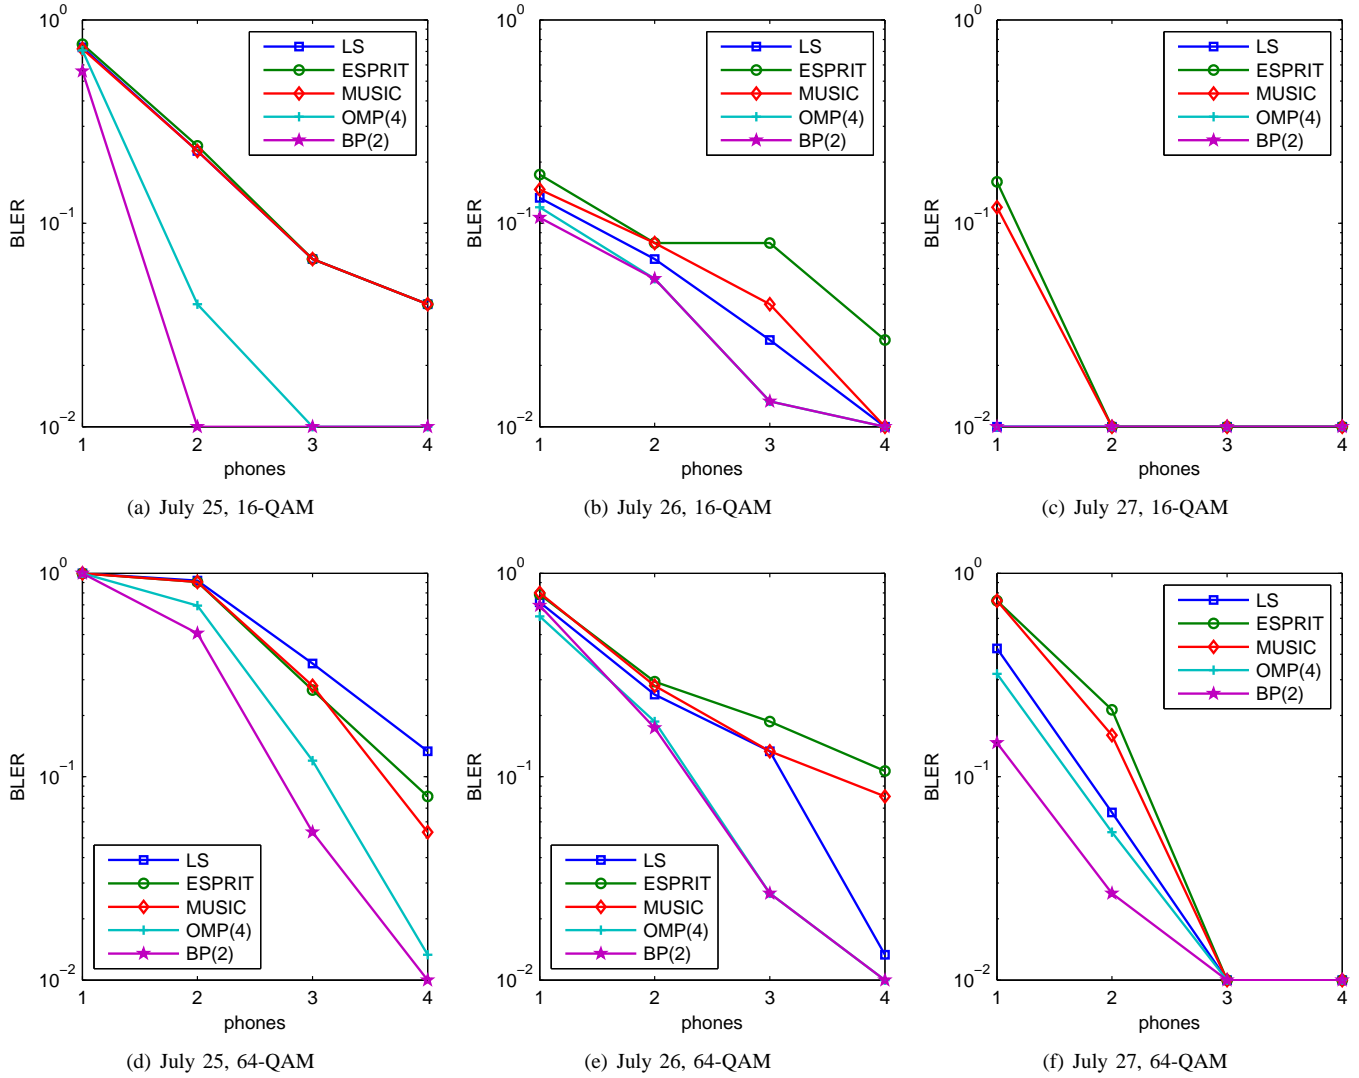 10^0
10^-1
10^-2
BLER
1 2 3 4
phones
LS
ESPRIT
MUSIC
OMP(4)
BP(2)
(a) July 25, 16-QAM
10^0
10^-1
10^-2
BLER
1 2 3 4
phones
LS
ESPRIT
MUSIC
OMP(4)
BP(2)
(b) July 26, 16-QAM
10^0
10^-1
10^-2
BLER
1 2 3 4
phones
LS
ESPRIT
MUSIC
OMP(4)
BP(2)
(c) July 27, 16-QAM
10^0
10^-1
10^-2
BLER
1 2 3 4
phones
LS
ESPRIT
MUSIC
OMP(4)
BP(2)
(d) July 25, 64-QAM
10^0
10^-1
10^-2
BLER
1 2 3 4
phones
LS
ESPRIT
MUSIC
OMP(4)
BP(2)
(e) July 26, 64-QAM
10^0
10^-1
10^-2
BLER
1 2 3 4
phones
LS
ESPRIT
MUSIC
OMP(4)
BP(2)
(f) July 27, 64-QAM